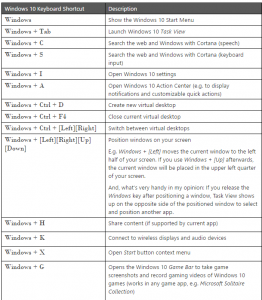 Windows 10 Keyboard Shortcut Description
Windows Show the Windows 10 Start Menu
Windows + Tab Launch Windows 10 Task View
Windows + C Search the web and Windows with Cortana (speech)
Windows + S Search the web and Windows with Cortana (keyboard
input)
Windows + I Open Windows 10 settings
Windows + A Open Windows 10 Action Center (e.g. to display
notifications and customizable quick actions)
Windows + Ctrl + D Create new virtual desktop
Windows + Ctrl + F4 Close current virtual desktop
Windows + Ctrl + [Left][Right] Switch between virtual desktops
Windows + [Left][Right][Up] Position windows on your screen
[Down]
E.g. Windows + [Left] moves the current window to the left
half of your screen. If you use Windows + [Up] afterwards,
the current window will be placed in the upper left quarter
of your screen.
And, what's very handy in my opinion: If you release the
Windows key after positioning a window, Task View shows
up on the opposite side of the positioned window to select
and position another app.
Windows + H Share content (if supported by current app)
Windows + K Connect to wireless displays and audio devices
Windows + X Open Start button context menu
Windows + G Opens the Windows 10 Game Bar to take game
screenshots and record gaming videos of Windows 10
games (works in any game app, e.g. Microsoft Solitaire
Collection)